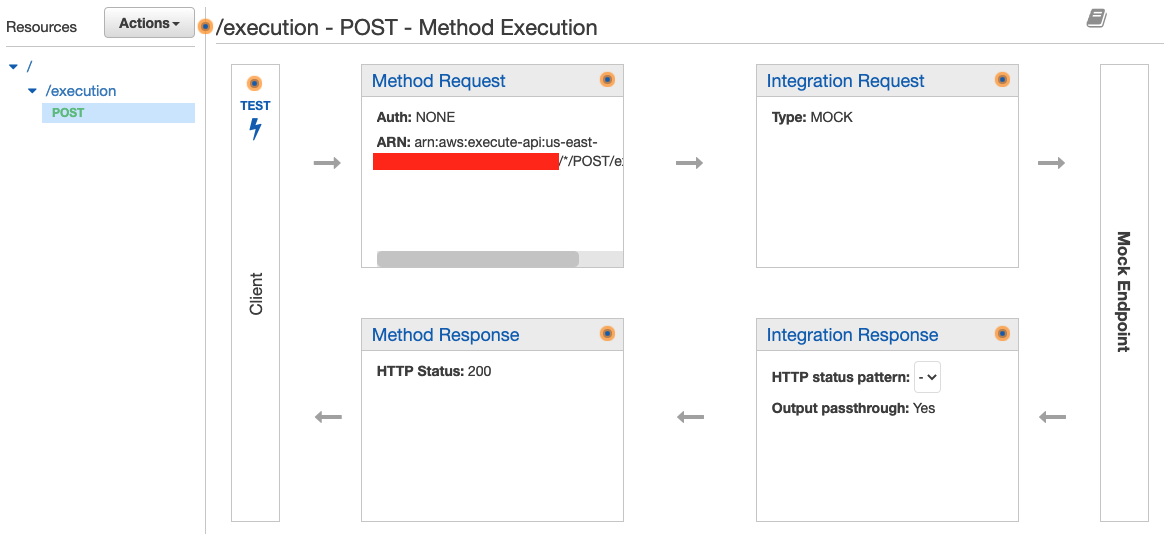 Resources
Actions
/execution - POST - Method Execution
/
/execution
POST
TEST
Client
Method Request
Auth: NONE
ARN: arn:aws:execute-api:us-east-
/*/POST/e
Integration Request
Type: MOCK
Mock Endpoint
Method Response
HTTP Status: 200
Integration Response
HTTP status pattern: -
Output passthrough: Yes